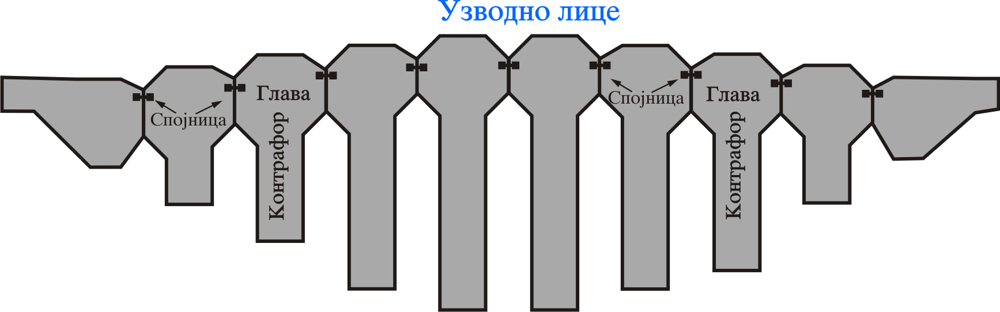 Узводно лице
Глава
Спојница
Контрафор
Спојница
Глава
Контрафор